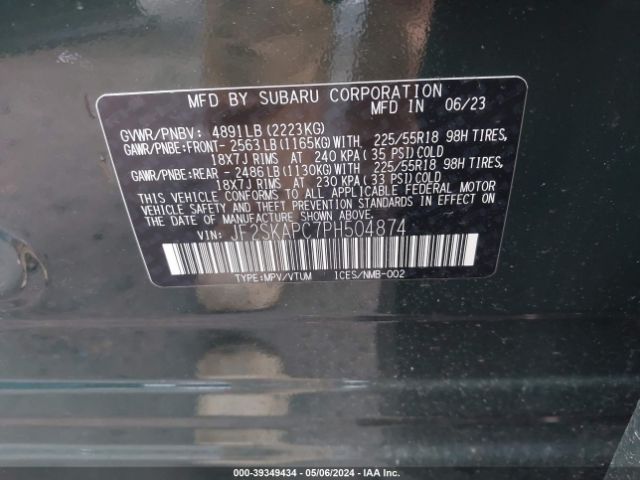 MFD BY SUBARU CORPORATION
MFD IN 06/23
GVWR/PNBV: 4891LB(2223KG)
GAWR/PNBE:FRONT- 2563LB(1165KG)WITH 225/55R18 98H TIRES,
18X7J RIMS AT 240 KPA(35 PSI)COLD
GAWR/PNBE:REAR - 2486LB(1130KG)WITH 225/55R18 98H TIRES,
18X7J RIMS AT 230 KPA(33 PSI)COLD
THIS VEHICLE CONFORMS TO ALL APPLICABLE FEDERAL MOTOR
VEHICLE SAFETY AND THEFT PREVENTION STANDARDS IN EFFECT
ON THE DATE OF MANUFACTURE SHOWN ABOVE.
VIN: JF2SKAPC7PH504874
TYPE:MPV/VTUM ICES/NMB-002
000-39349434 - 05/06/2024 - IAA Inc.